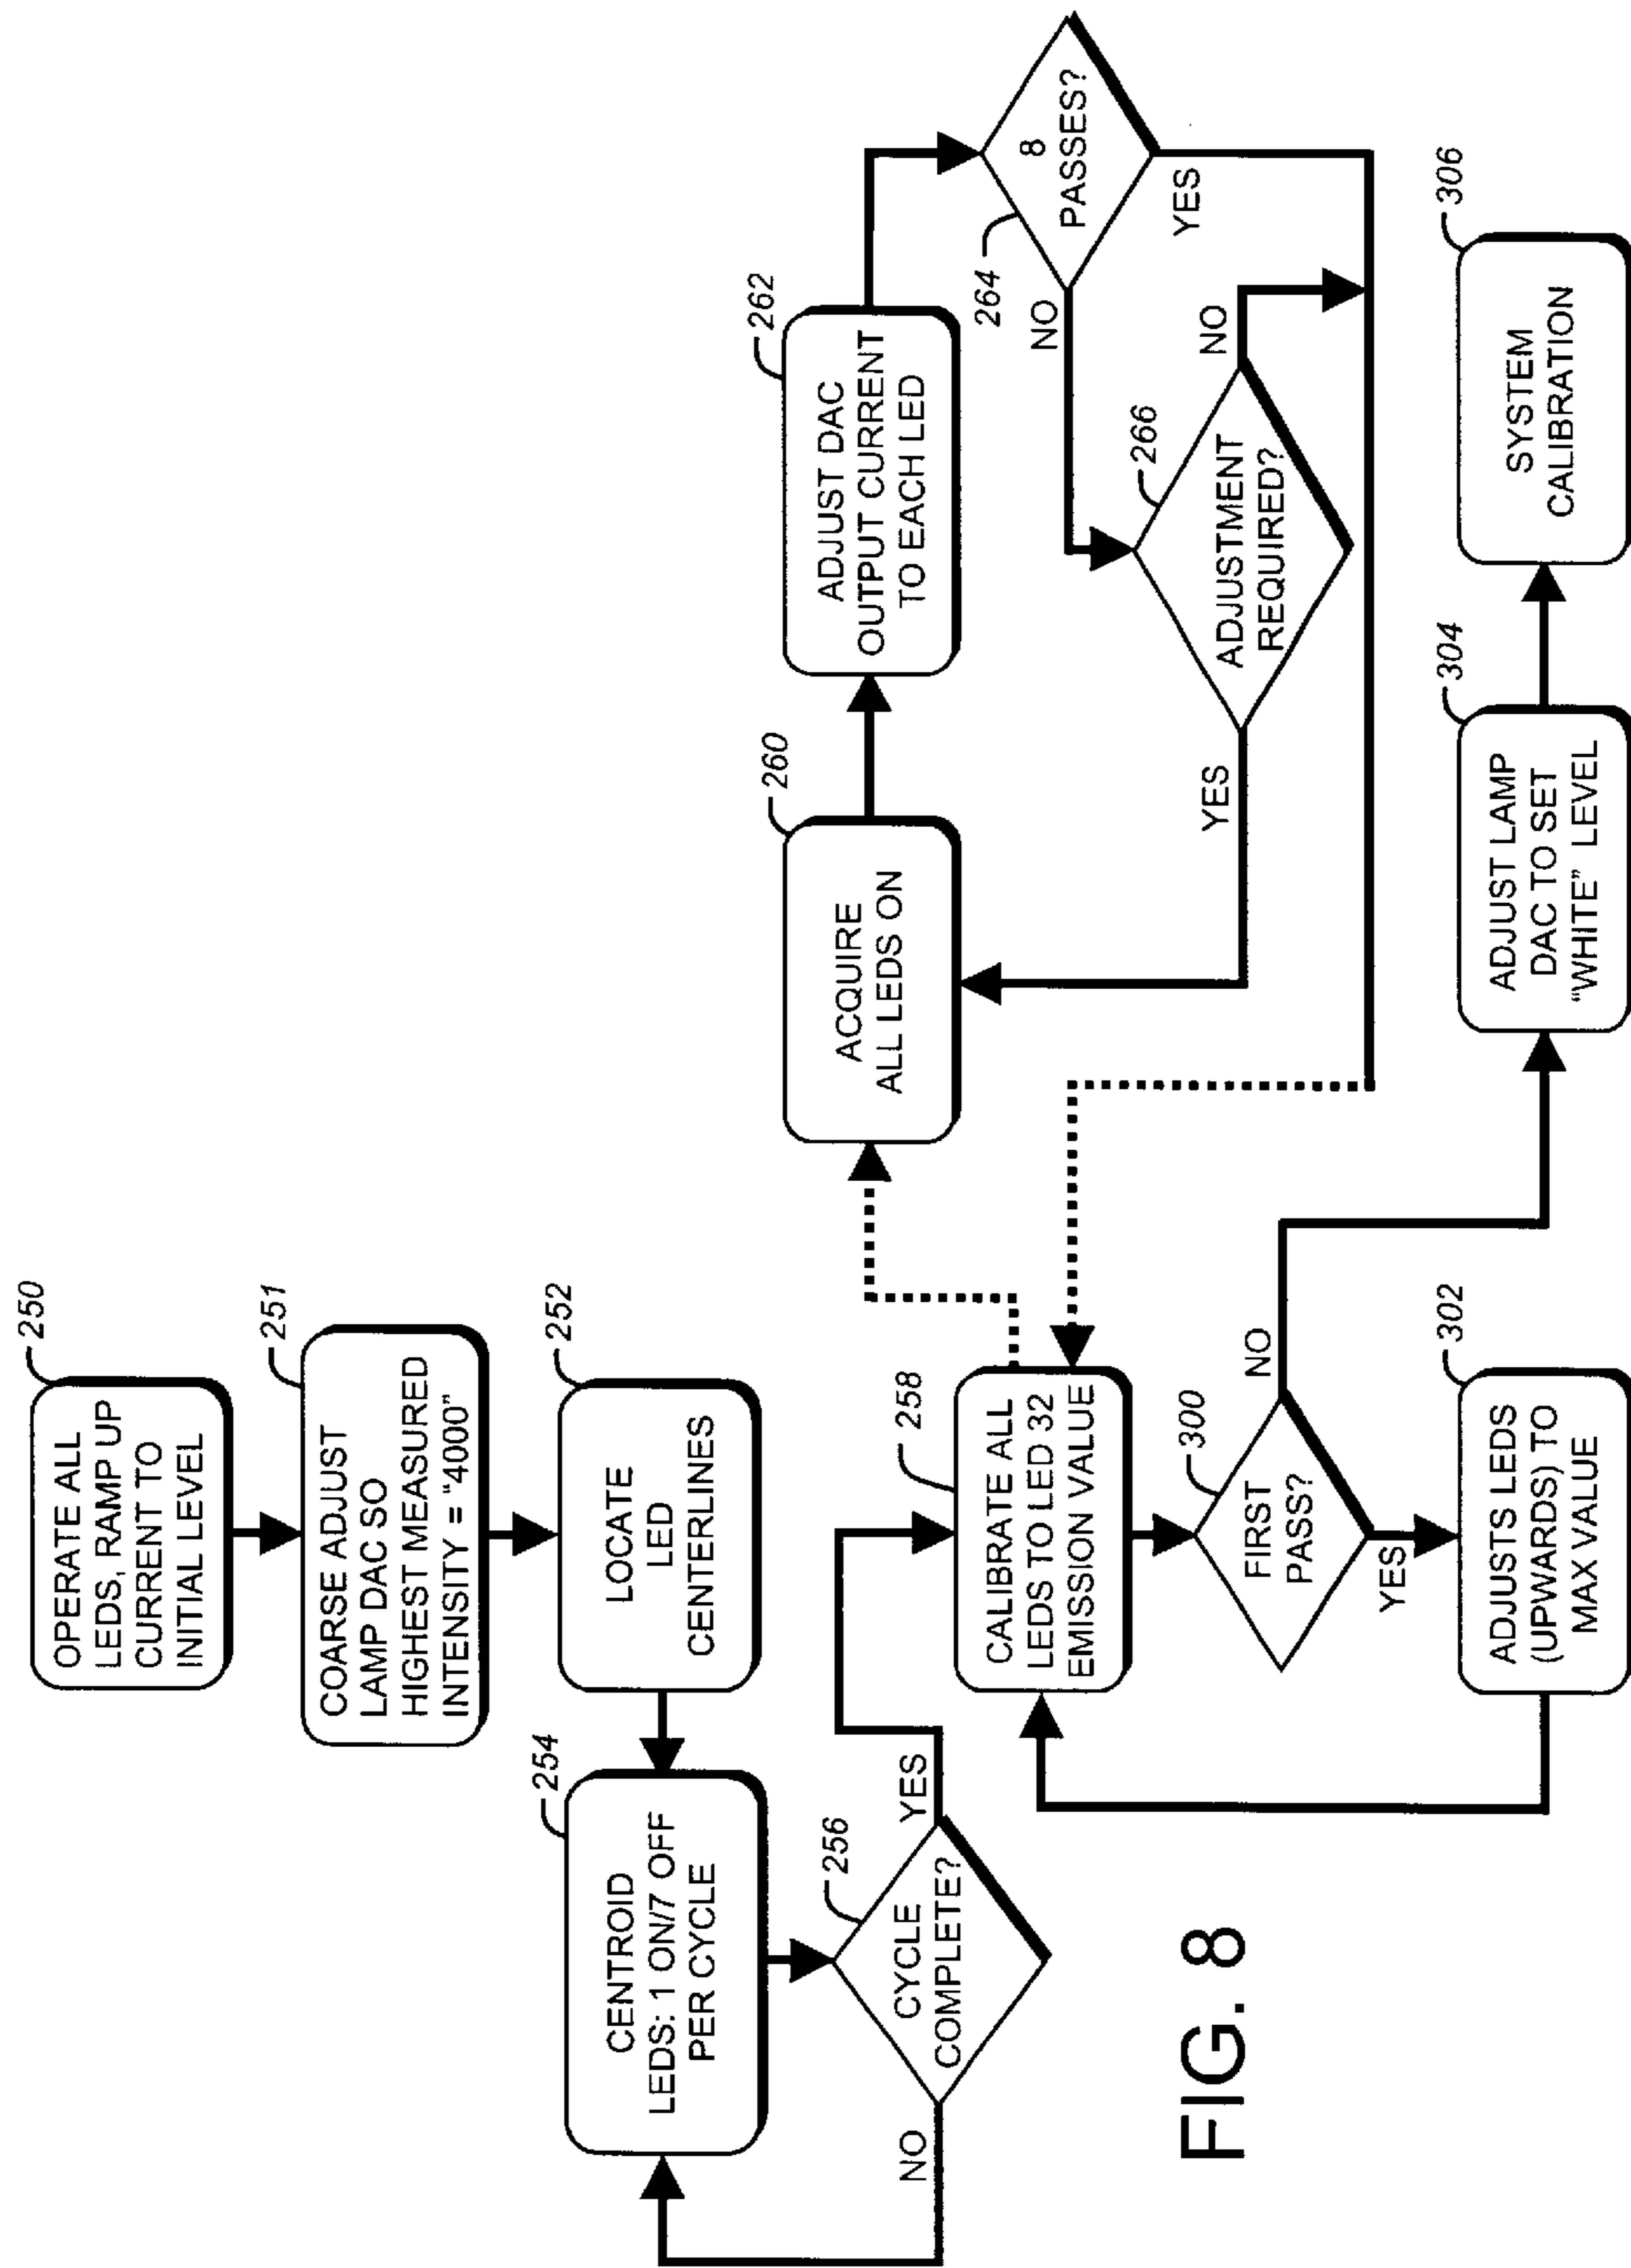 250
OPERATE ALL
LEDS, RAMP UP
CURRENT TO
INITIAL LEVEL
251
COARSE ADJUST
LAMP DAC SO
HIGHEST MEASURED
INTENSITY = “4000”
252
LOCATE
LED
CENTERLINES
254
CENTROID
LEDS: 1 ON/7 OFF
PER CYCLE
256
CYCLE
COMPLETE?
NO
YES
258
CALIBRATE ALL
LEDS TO LED 32
EMISSION VALUE
260
ACQUIRE
ALL LEDS ON
262
ADJUST DAC
OUTPUT CURRENT
TO EACH LED
264
8
PASSES?
NO
YES
266
ADJUSTMENT
REQUIRED?
YES
NO
300
FIRST
PASS?
NO
YES
302
ADJUSTS LEDS
(UPWARDS) TO
MAX VALUE
304
ADJUST LAMP
DAC TO SET
“WHITE” LEVEL
306
SYSTEM
CALIBRATION
FIG. 8